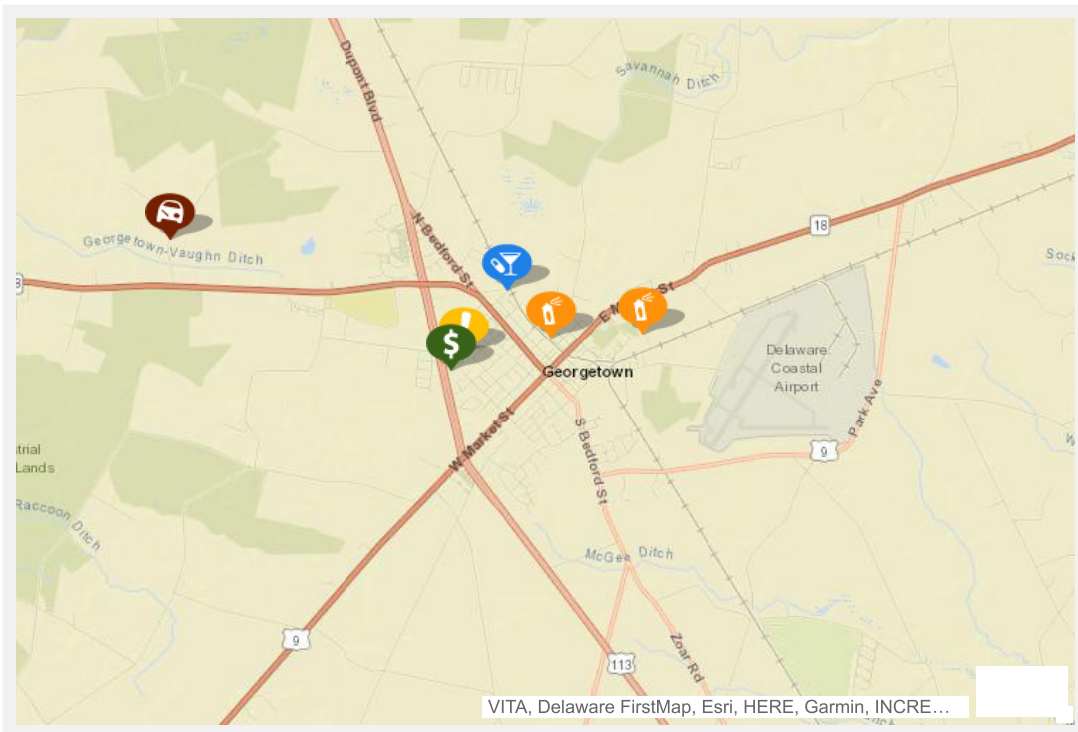 Dupont Blvd
Savannah Ditch
18
N Bedford St
Georgetown-Vaughn Ditch
8
$
St
E
Georgetown
Delaware
Coastal
Airport
Park Ave
W Market St
S Bedford St
9
trial
Lands
Raccoon Ditch
McGee Ditch
9
Zoar Rd
113
VITA, Delaware FirstMap, Esri, HERE, Garmin, INCRE…